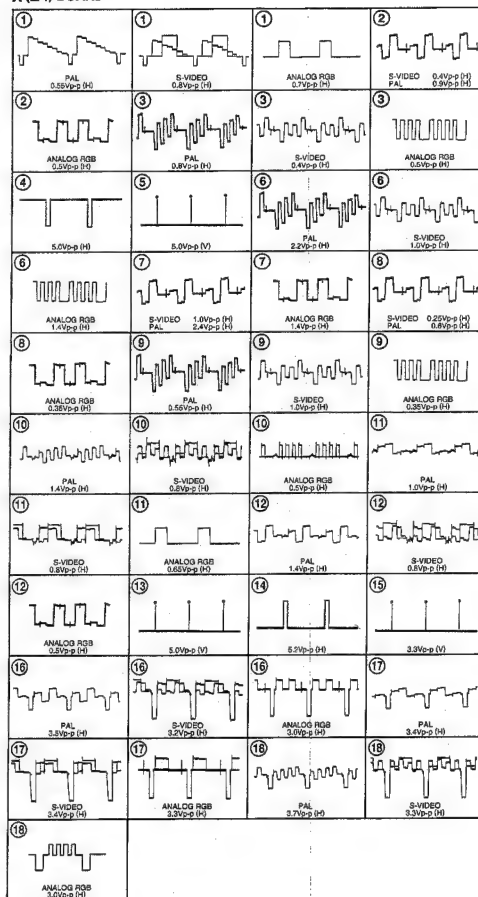 1
PAL
0.55Vp-p (H)
1
S-VIDEO
0.8Vp-p (H)
1
ANALOG RGB
0.7Vp-p (H)
2
S-VIDEO 0.4Vp-p (H)
PAL 0.9Vp-p (H)
2
ANALOG RGB
0.5Vp-p (H)
3
PAL
0.8Vp-p (H)
3
S-VIDEO
0.4Vp-p (H)
3
ANALOG RGB
0.5Vp-p (H)
4
5.0Vp-p (H)
5
5.0Vp-p (V)
6
PAL
2.2Vp-p (H)
6
S-VIDEO
1.0Vp-p (H)
6
ANALOG RGB
1.4Vp-p (H)
7
S-VIDEO 1.0Vp-p (H)
PAL 2.4Vp-p (H)
7
ANALOG RGB
1.4Vp-p (H)
8
S-VIDEO 0.25Vp-p (H)
PAL 0.6Vp-p (H)
8
ANALOG RGB
0.35Vp-p (H)
9
PAL
0.55Vp-p (H)
9
S-VIDEO
1.0Vp-p (H)
9
ANALOG RGB
0.35Vp-p (H)
10
PAL
1.4Vp-p (H)
10
S-VIDEO
0.8Vp-p (H)
10
ANALOG RGB
0.5Vp-p (H)
11
PAL
1.0Vp-p (H)
11
S-VIDEO
0.8Vp-p (H)
11
ANALOG RGB
0.65Vp-p (H)
12
PAL
1.4Vp-p (H)
12
S-VIDEO
0.8Vp-p (H)
12
ANALOG RGB
0.5Vp-p (H)
13
5.0Vp-p (V)
14
5.2Vp-p (H)
15
3.3Vp-p (V)
16
PAL
3.5Vp-p (H)
16
S-VIDEO
3.2Vp-p (H)
16
ANALOG RGB
3.0Vp-p (H)
17
PAL
3.4Vp-p (H)
17
S-VIDEO
3.4Vp-p (H)
17
ANALOG RGB
3.3Vp-p (H)
18
PAL
3.7Vp-p (H)
18
S-VIDEO
3.3Vp-p (H)
18
ANALOG RGB
3.0Vp-p (H)